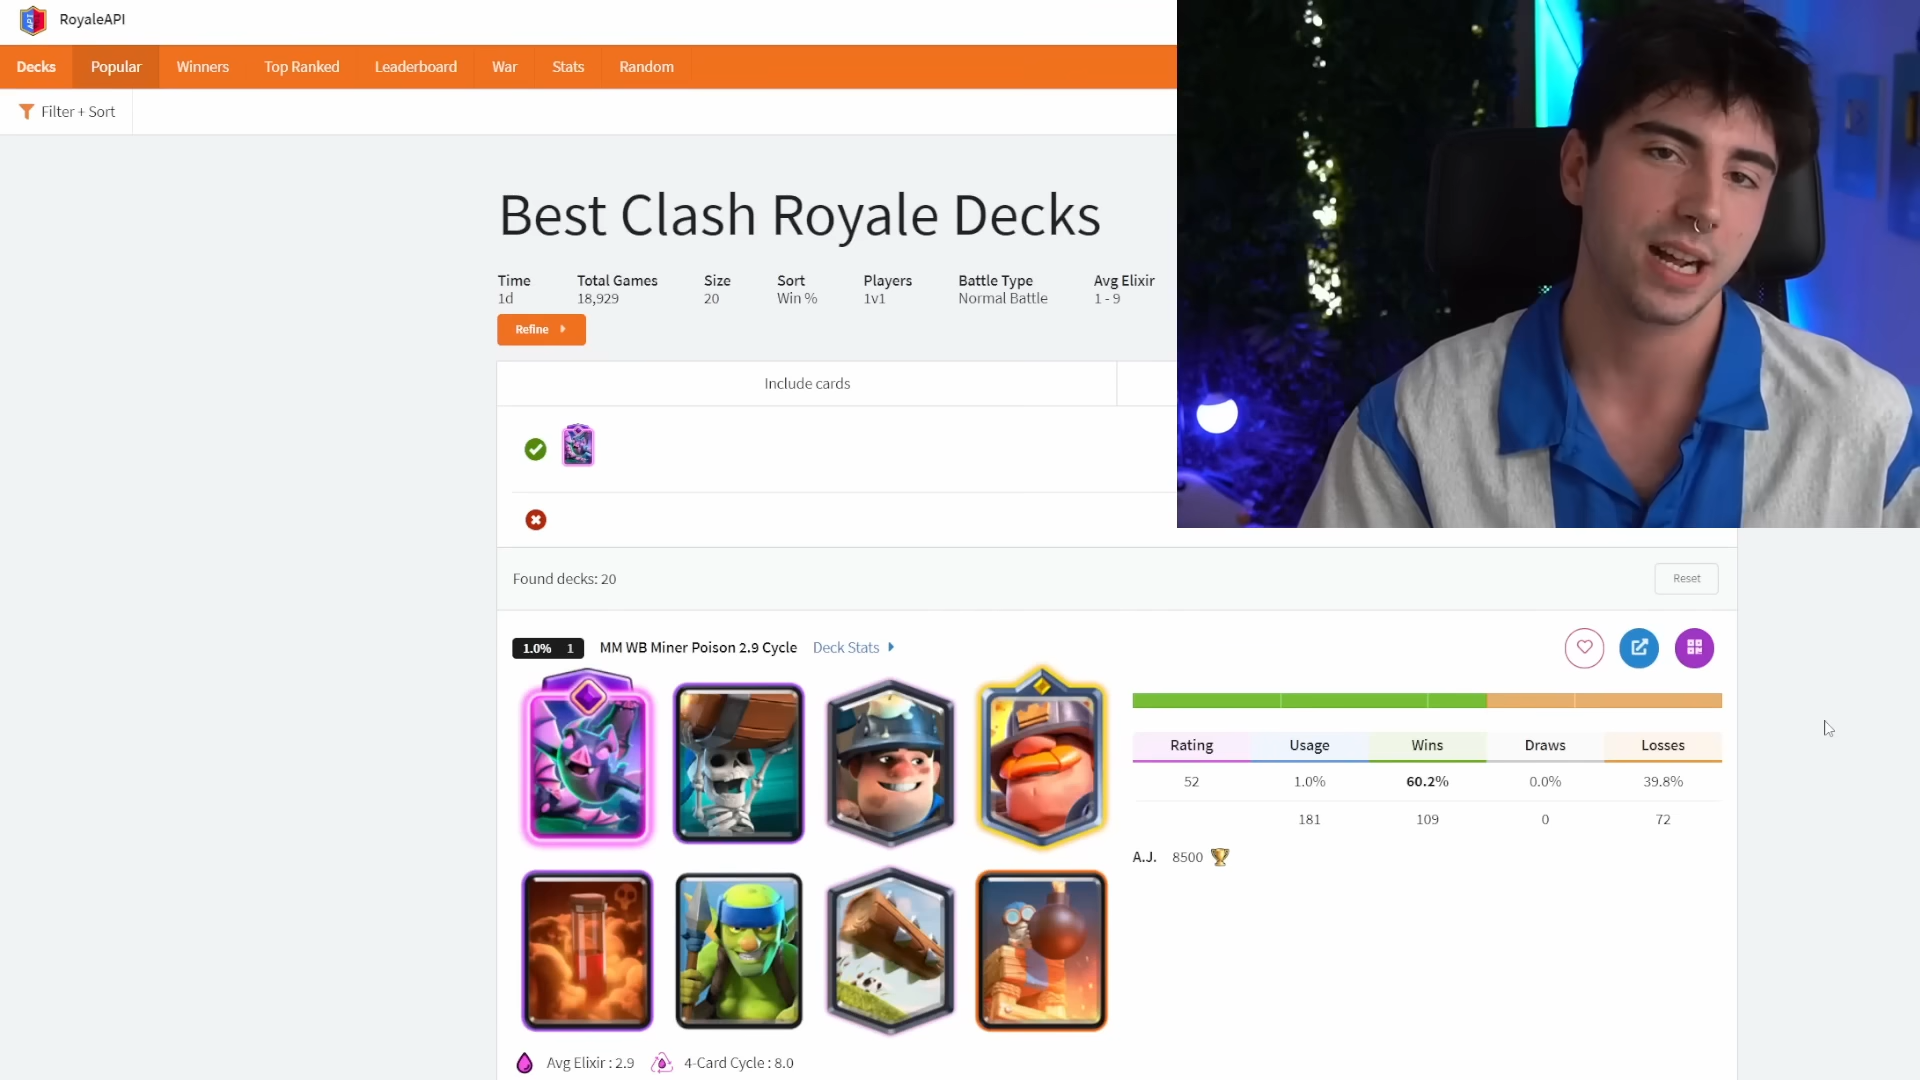 RoyaleAPI
Decks Popular Winners Top Ranked Leaderboard War Stats Random
Filter + Sort
Best Clash Royale Decks
Time Total Games Size Sort Players Battle Type Avg Elixir
1d 18,929 20 Win % 1v1 Normal Battle 1 - 9
Refine
Include cards
Found decks: 20
Reset
1.0% 1 MM WB Miner Poison 2.9 Cycle Deck Stats
Rating Usage Wins Draws Losses
52 1.0% 60.2% 0.0% 39.8%
181 109 0 72
A.J. 8500
Avg Elixir : 2.9 4-Card Cycle : 8.0